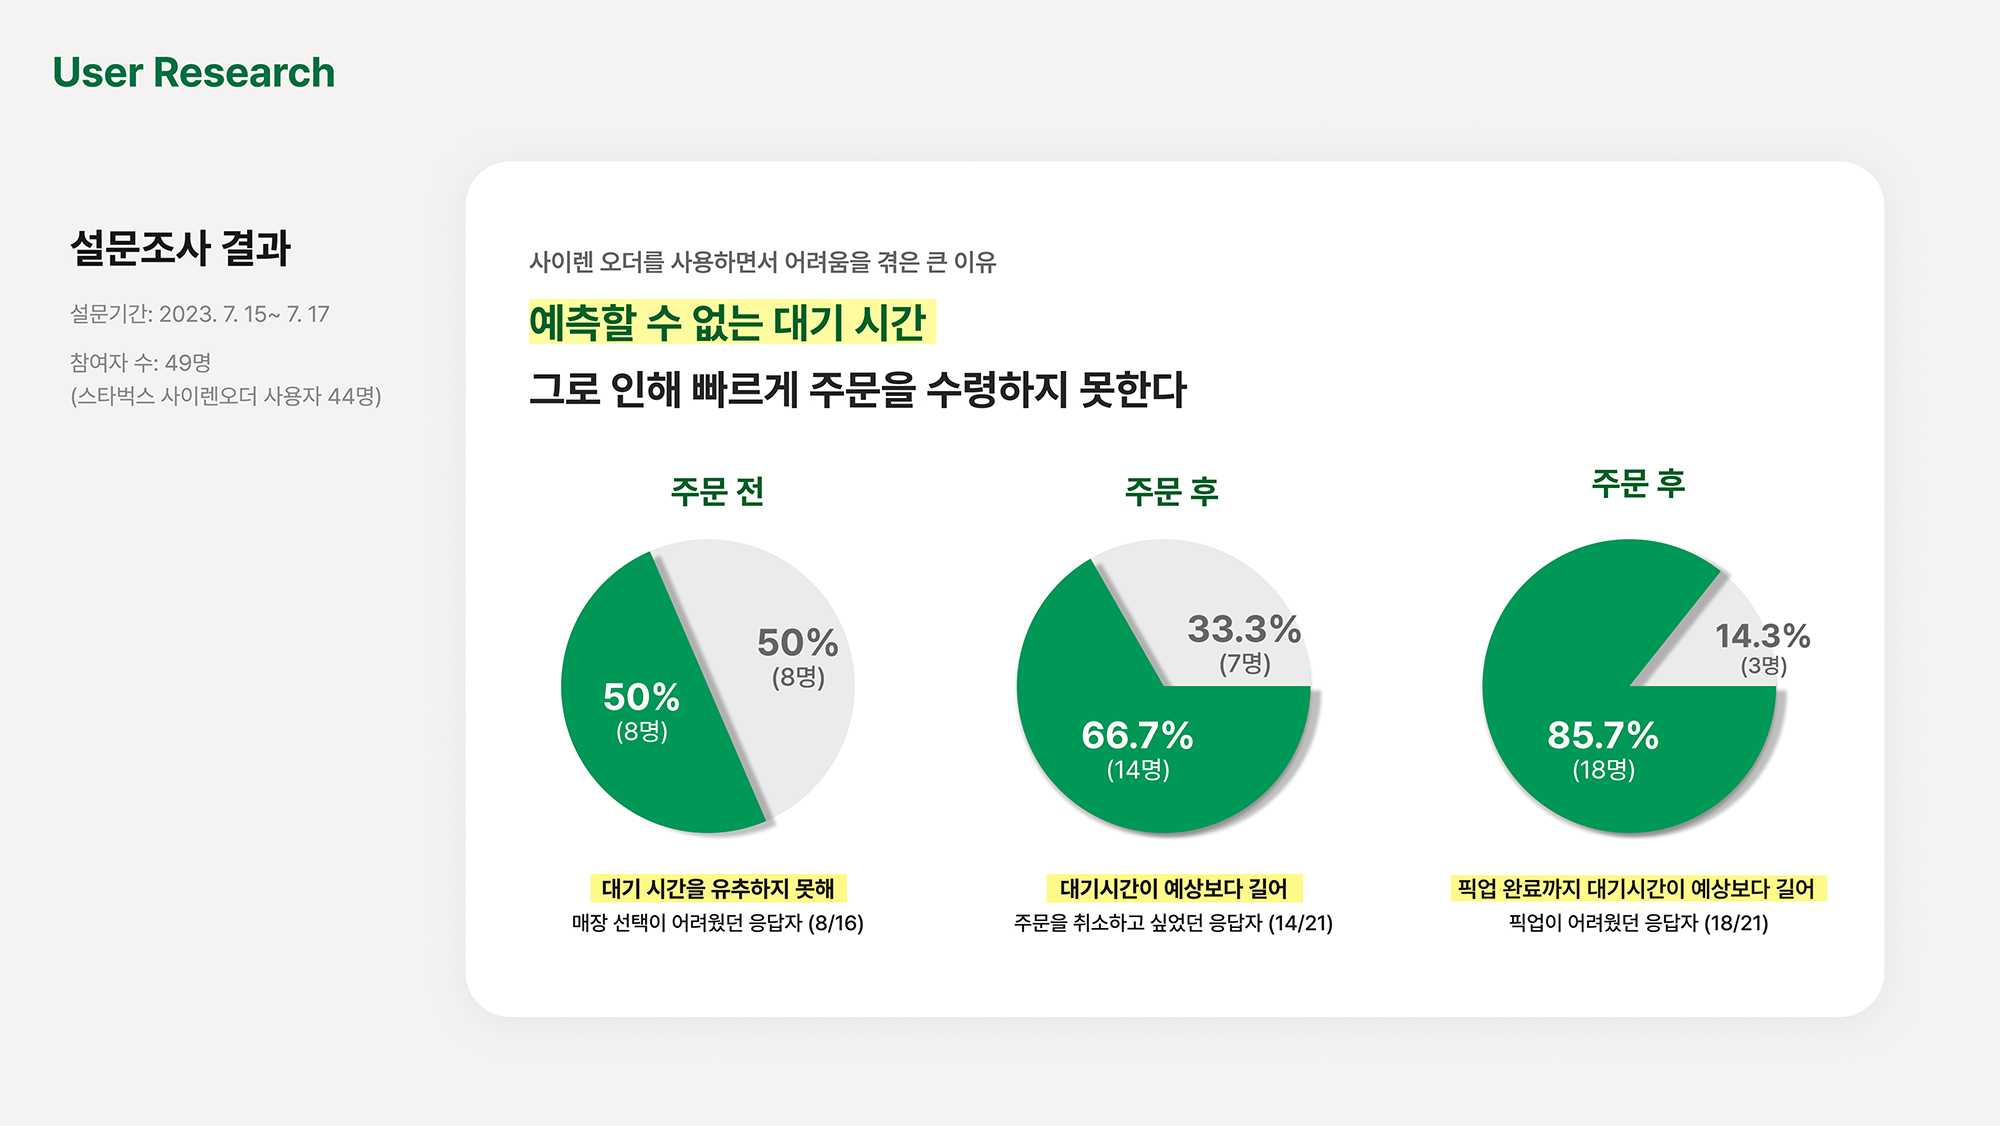 User Research
설문조사 결과
설문기간: 2023. 7. 15~ 7. 17
참여자 수: 49명
(스타벅스 사이렌오더 사용자 44명)
사이렌 오더를 사용하면서 어려움을 겪은 큰 이유
예측할 수 없는 대기 시간
그로 인해 빠르게 주문을 수령하지 못한다
주문 전
50%
(8명)
50%
(8명)
대기 시간을 유추하지 못해
매장 선택이 어려웠던 응답자 (8/16)
주문 후
33.3%
(7명)
66.7%
(14명)
대기시간이 예상보다 길어
주문을 취소하고 싶었던 응답자 (14/21)
주문 후
14.3%
(3명)
85.7%
(18명)
픽업 완료까지 대기시간이 예상보다 길어
픽업이 어려웠던 응답자 (18/21)